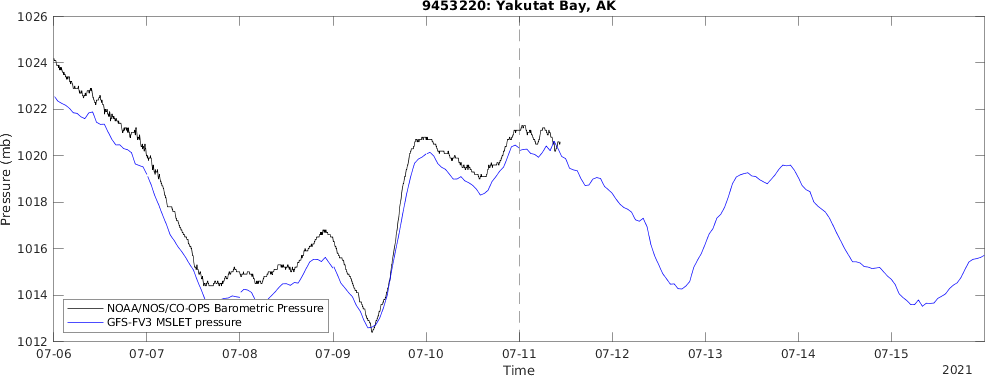 9453220: Yakutat Bay, AK
1026
1024
1022
1020
1018
1016
1014
1012
Pressure (mb)
NOAA/NOS/CO-OPS Barometric Pressure
GFS-FV3 MSLET pressure
07-06 07-07 07-08 07-09 07-10 07-11 07-12 07-13 07-14 07-15
Time
2021